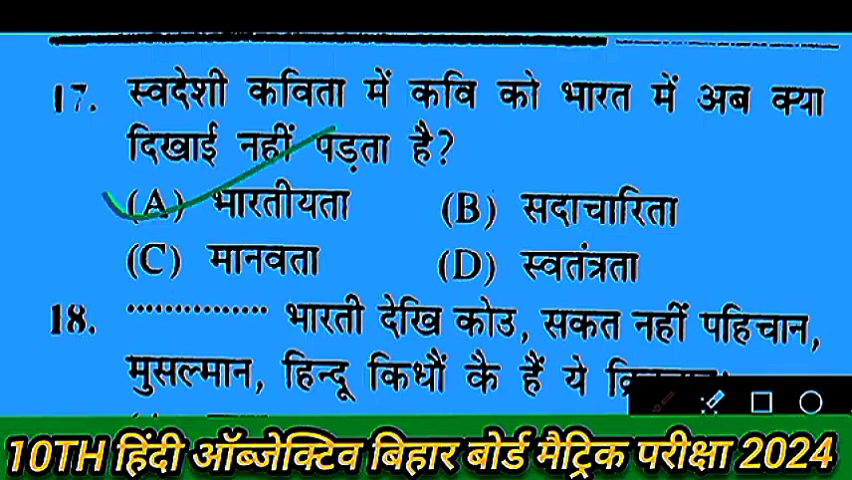 17. स्वदेशी कविता में कवि को भारत में अब क्या
दिखाई नहीं पड़ता है?
(A) भारतीयता (B) सदाचारिता
(C) मानवता (D) स्वतंत्रता
18. .............. भारती देखि कोउ, सकत नहीं पहिचान,
मुसल्मान, हिन्दू किधौं कै हैं ये
10TH हिंदी ऑब्जेक्टिव बिहार बोर्ड मैट्रिक परीक्षा 2024